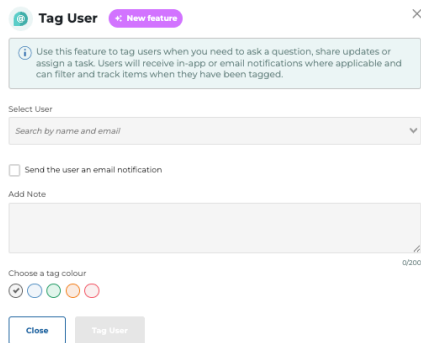 @ Tag User New feature
Use this feature to tag users when you need to ask a question, share updates or
assign a task. Users will receive in-app or email notifications where applicable and
can filter and track items when they have been tagged.
Select User
Search by name and email
Send the user an email notification
Add Note
0/200
Choose a tag colour
Close Tag User